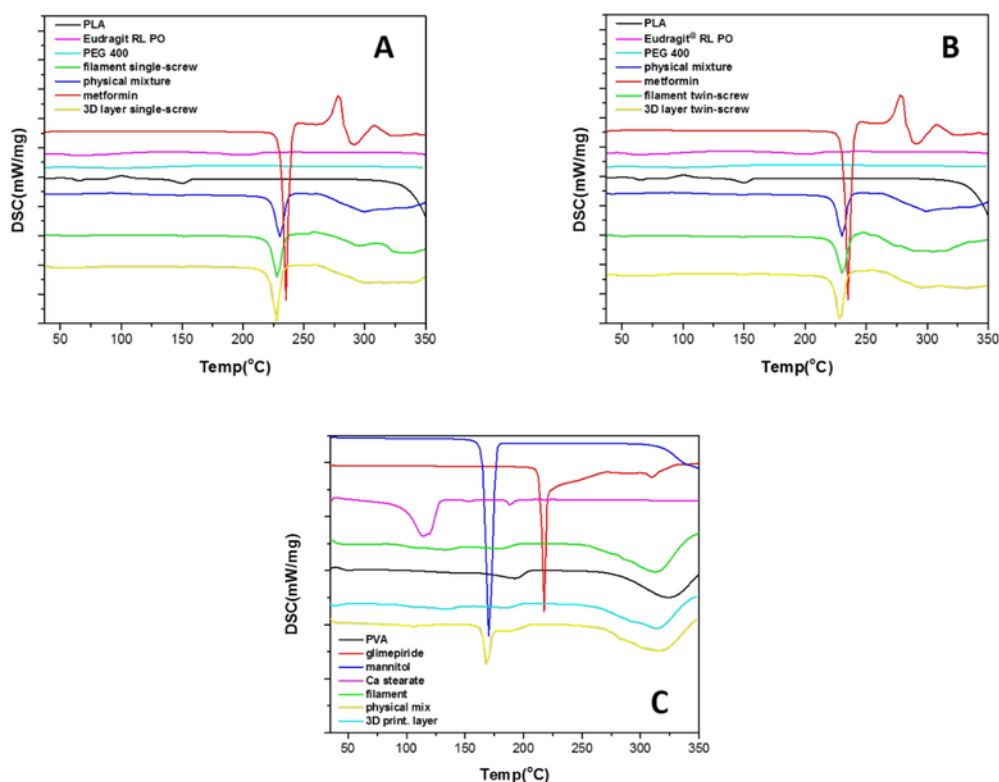 PLA
Eudragit RL PO
PEG 400
filament single-screw
physical mixture
metformin
3D layer single-screw
A
DSC(mW/mg)
50 100 150 200 250 300 350
Temp(°C)
PLA
Eudragit® RL PO
PEG 400
physical mixture
metformin
filament twin-screw
3D layer twin-screw
B
DSC(mW/mg)
50 100 150 200 250 300 350
Temp(°C)
DSC(mW/mg)
PVA
glimepiride
mannitol
Ca stearate
filament
physical mix
3D print. layer
C
50 100 150 200 250 300 350
Temp(°C)